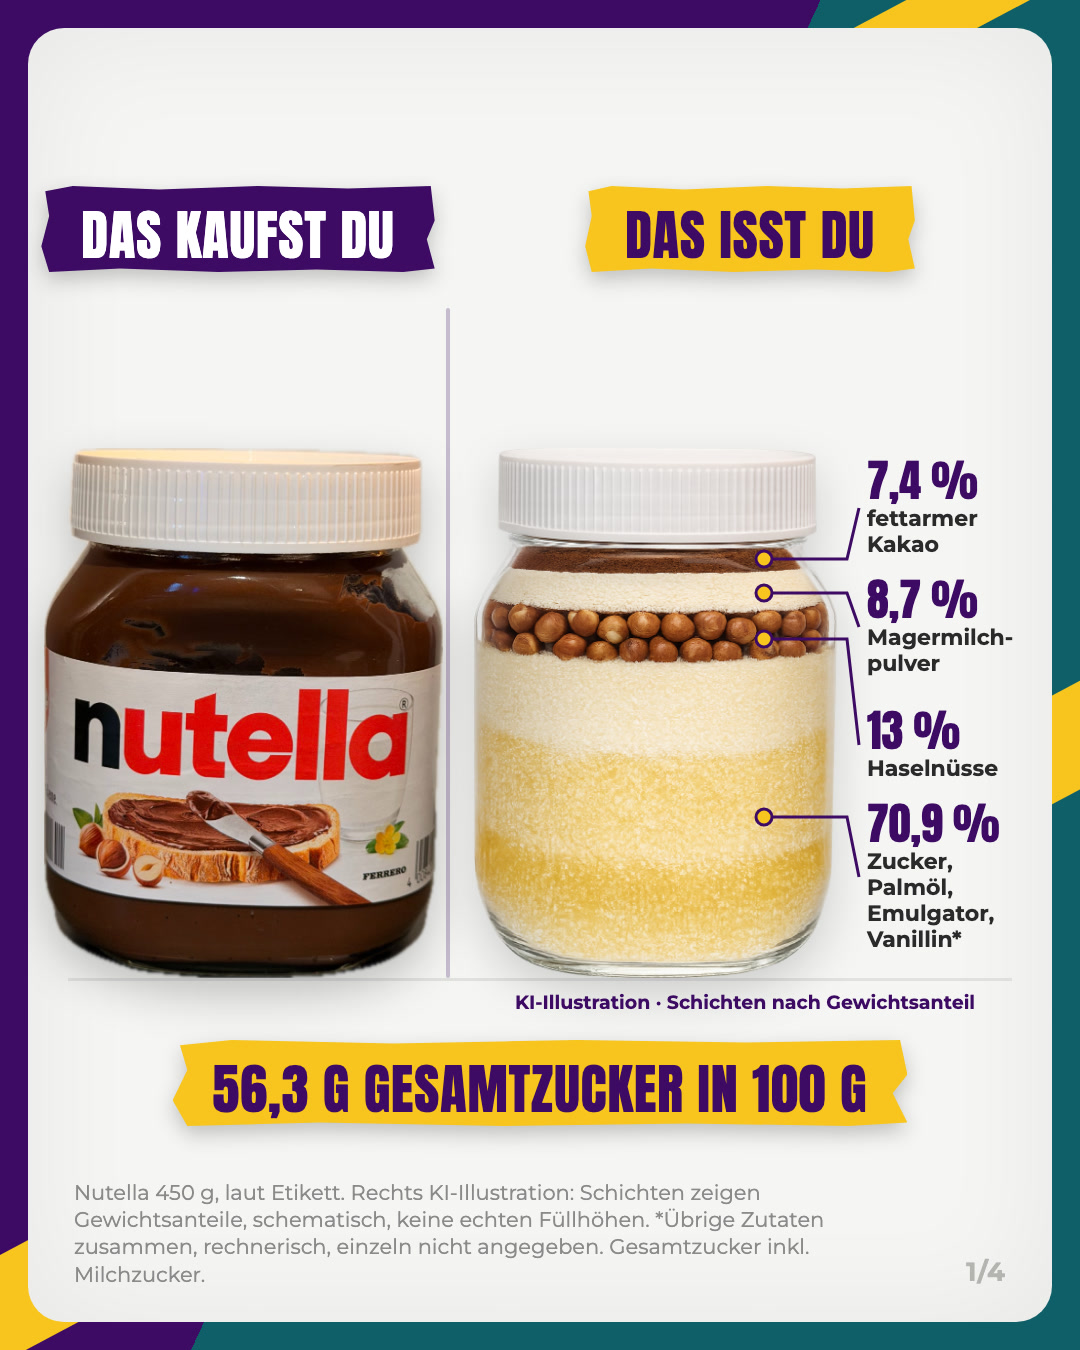 DAS KAUFST DU
DAS ISST DU
nutella®
FERRERO
7,4 %
fettarmer
Kakao
8,7 %
Magermilch-
pulver
13 %
Haselnüsse
70,9 %
Zucker,
Palmöl,
Emulgator,
Vanillin*
KI-Illustration · Schichten nach Gewichtsanteil
56,3 G GESAMTZUCKER IN 100 G
Nutella 450 g, laut Etikett. Rechts KI-Illustration: Schichten zeigen
Gewichtsanteile, schematisch, keine echten Füllhöhen. *Übrige Zutaten
zusammen, rechnerisch, einzeln nicht angegeben. Gesamtzucker inkl.
Milchzucker.
1/4